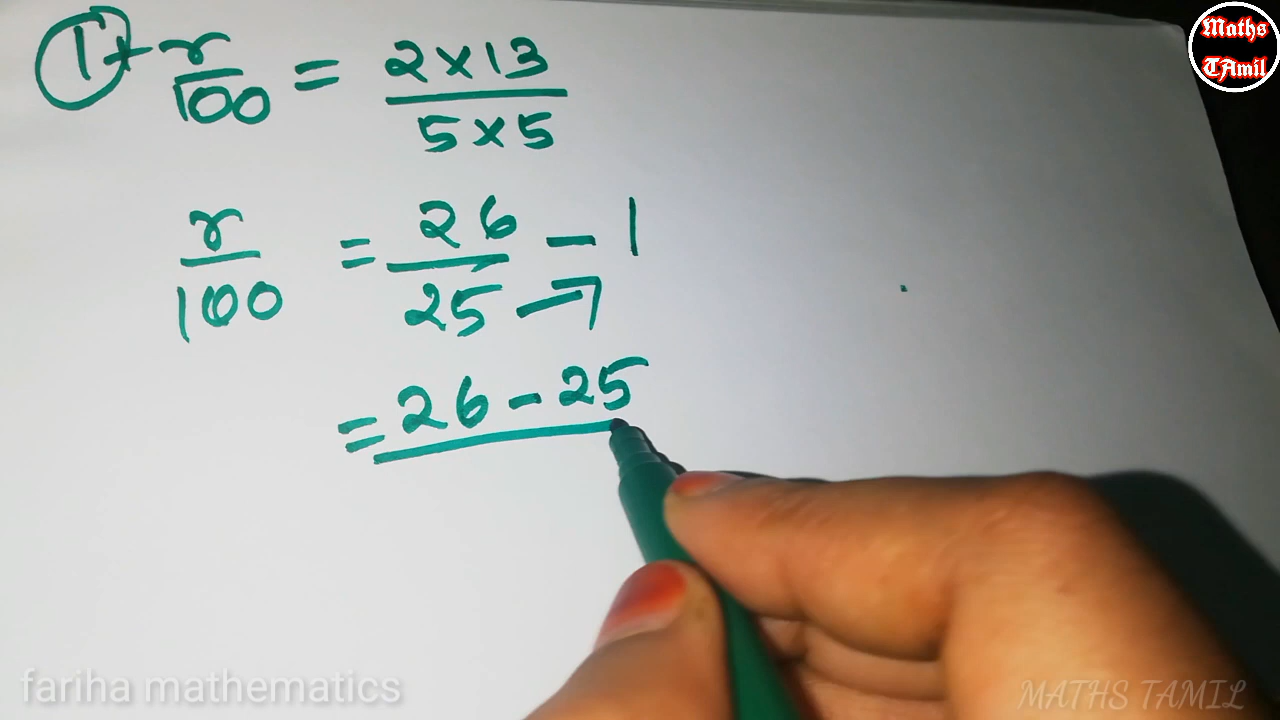 Maths
TAmil
1 + r/100 = 2×13/5×5
r/100 = 26/25 - 1
= 26 - 25
fariha mathematics
MATHS TAMIL